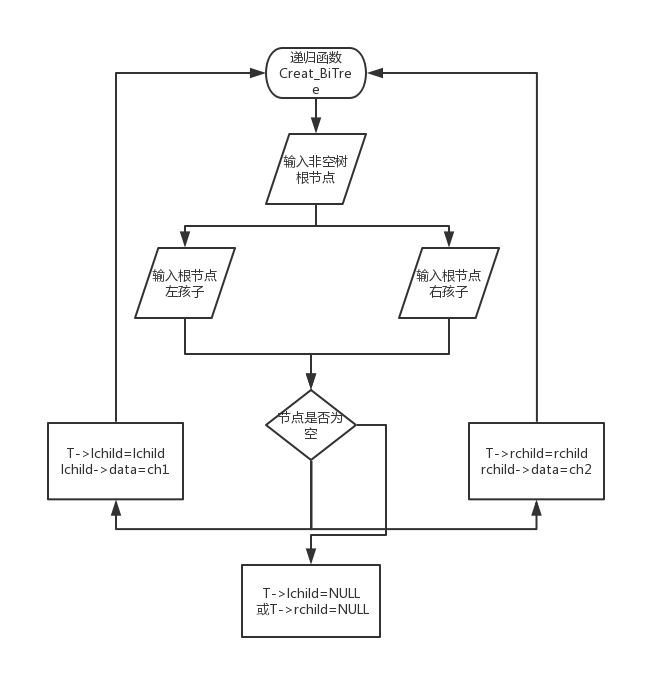 递归函数
Creat_BiTre
e
输入非空树
根节点
输入根节点
左孩子
输入根节点
右孩子
节点是否为
空
T->lchild=lchild
lchild->data=ch1
T->rchild=rchild
rchild->data=ch2
T->lchild=NULL
或T->rchild=NULL